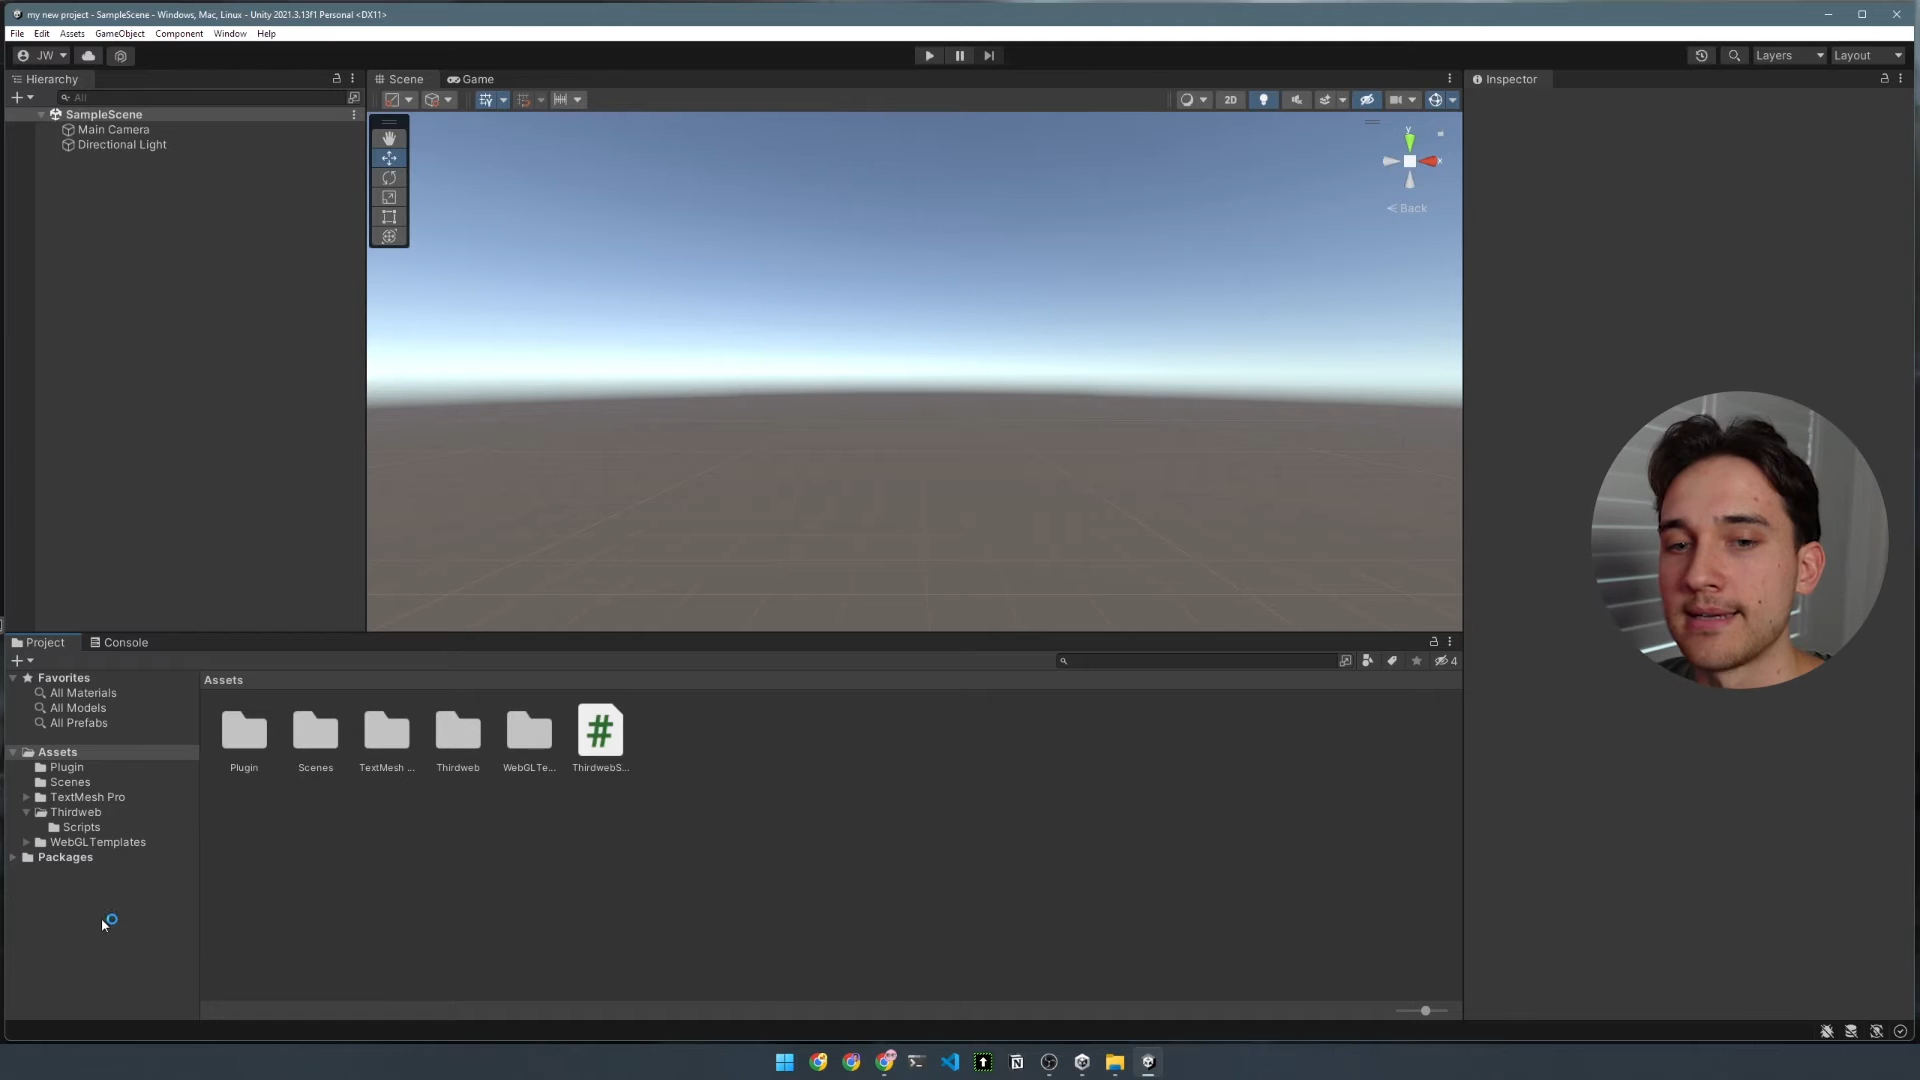 my new project - SampleScene - Windows, Mac, Linux - Unity 2021.3.13f1 Personal <DX11>
File Edit Assets GameObject Component Window Help
JW
Layers
Layout
Hierarchy
Scene
Game
Inspector
All
2D
SampleScene
Main Camera
Directional Light
y
x
Back
Project
Console
4
Favorites
All Materials
All Models
All Prefabs
Assets
Plugin
Scenes
TextMesh Pro
Thirdweb
Scripts
WebGLTemplates
Packages
Assets
Plugin
Scenes
TextMesh ...
Thirdweb
WebGLTe...
ThirdwebS...